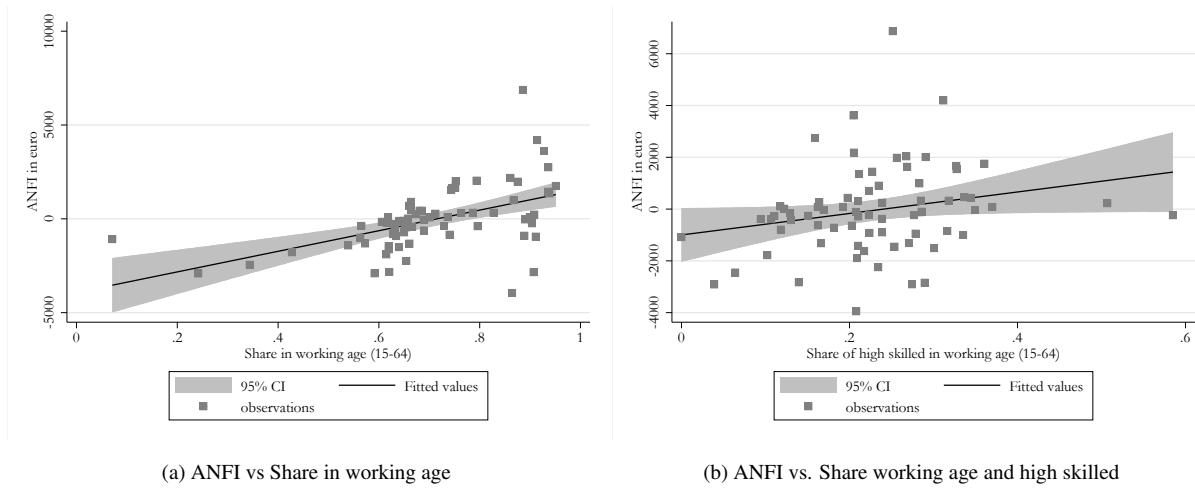 ANFI in euro
10000
5000
0
-5000
0 .2 .4 .6 .8 1
Share in working age (15-64)
95% CI Fitted values
observations
(a) ANFI vs Share in working age
ANFI in euro
6000
4000
2000
0
-2000
-4000
0 .2 .4 .6
Share of high skilled in working age (15-64)
95% CI Fitted values
observations
(b) ANFI vs. Share working age and high skilled